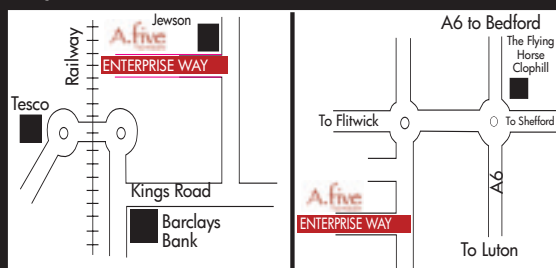 Jewson
A.five
ENTERPRISE WAY
Railway
Tesco
Kings Road
Barclays
Bank
A6 to Bedford
The Flying
Horse
Clophill
To Flitwick
To Shefford
A6
A.five
ENTERPRISE WAY
To Luton